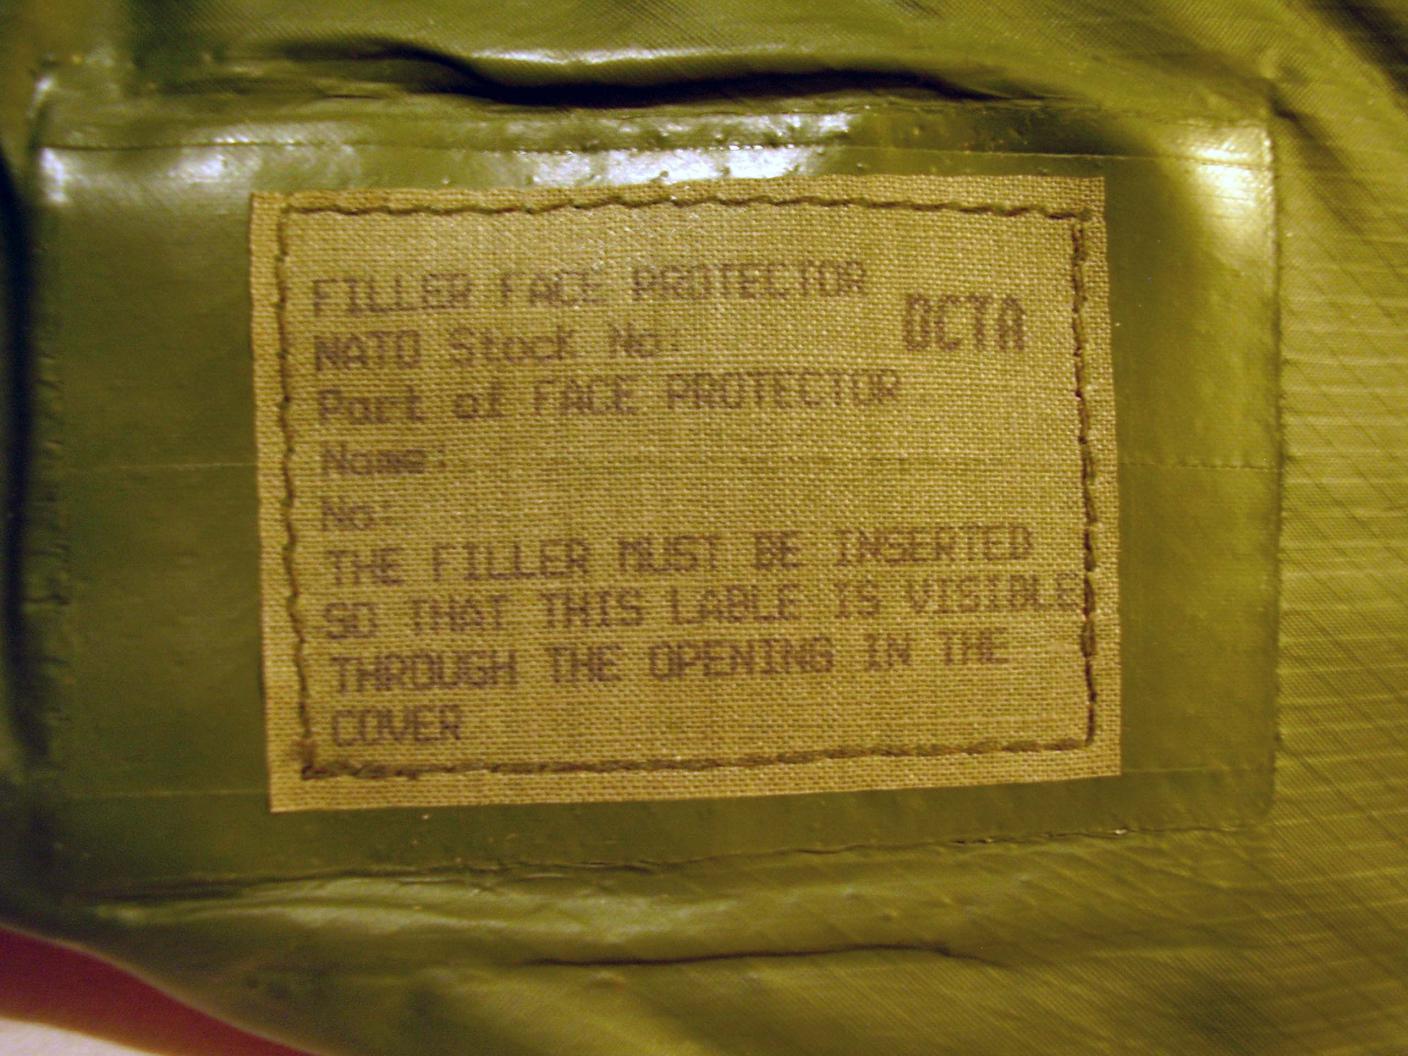 FILLER FACE PROTECTOR
DCTA
NATO Stock No:
Part of FACE PROTECTOR
Name:
No:
THE FILLER MUST BE INSERTED
SO THAT THIS LABLE IS VISIBLE
THROUGH THE OPENING IN THE
COVER